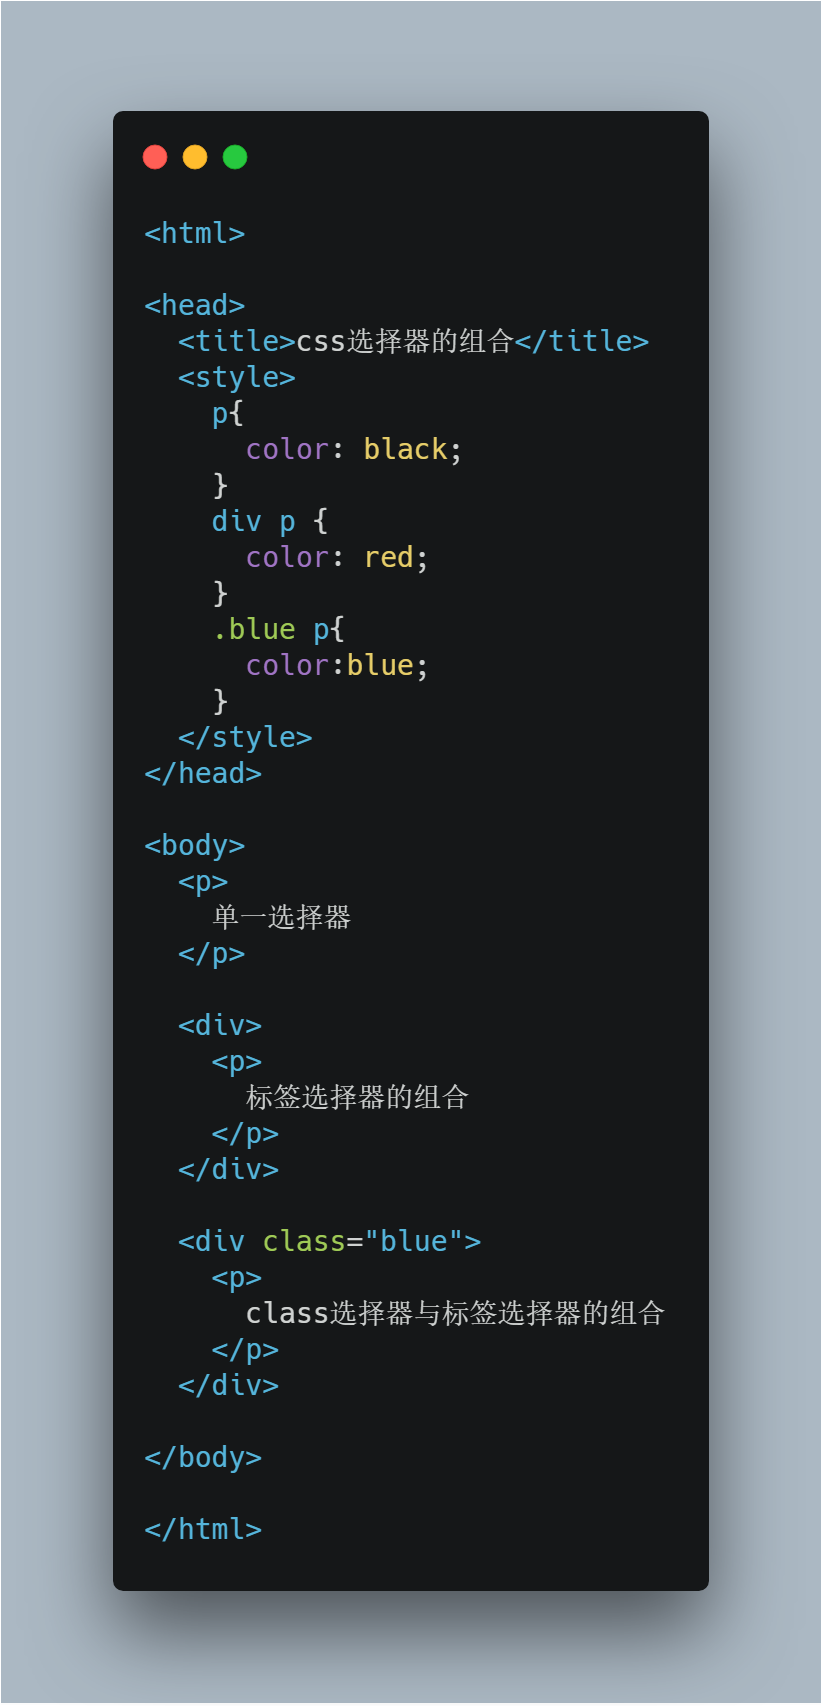 <html>
<head>
<title>css选择器的组合</title>
<style>
p{
color: black;
}
div p {
color: red;
}
.blue p{
color:blue;
}
</style>
</head>
<body>
<p>
单一选择器
</p>
<div>
<p>
标签选择器的组合
</p>
</div>
<div class="blue">
<p>
class选择器与标签选择器的组合
</p>
</div>
</body>
</html>